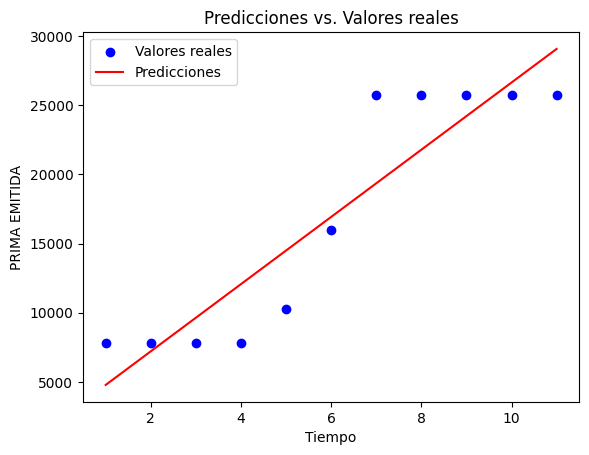 Predicciones vs. Valores reales
Valores reales
Predicciones
PRIMA EMITIDA
30000
25000
20000
15000
10000
5000
2
4
6
8
10
Tiempo